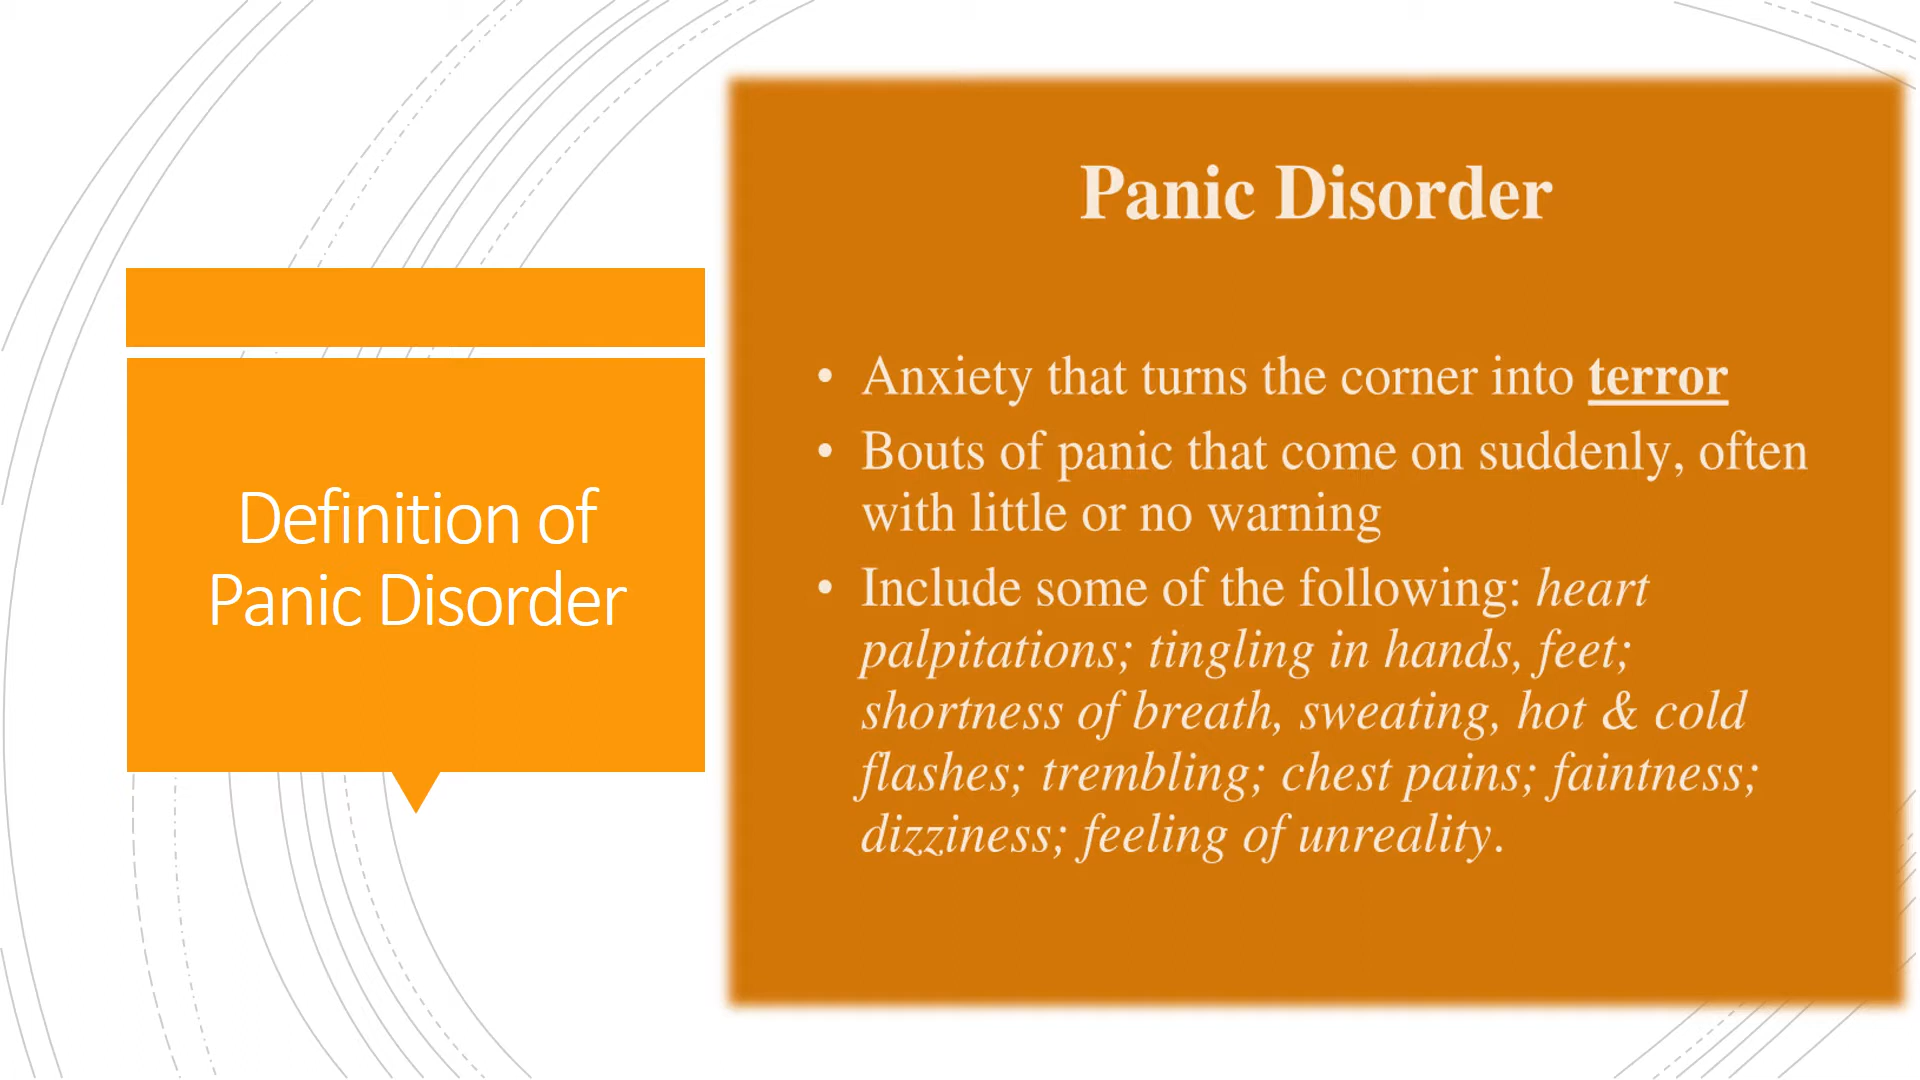 Definition of
Panic Disorder
Panic Disorder
• Anxiety that turns the corner into terror
• Bouts of panic that come on suddenly, often
with little or no warning
• Include some of the following: heart
palpitations; tingling in hands, feet;
shortness of breath, sweating, hot & cold
flashes; trembling; chest pains; faintness;
dizziness; feeling of unreality.